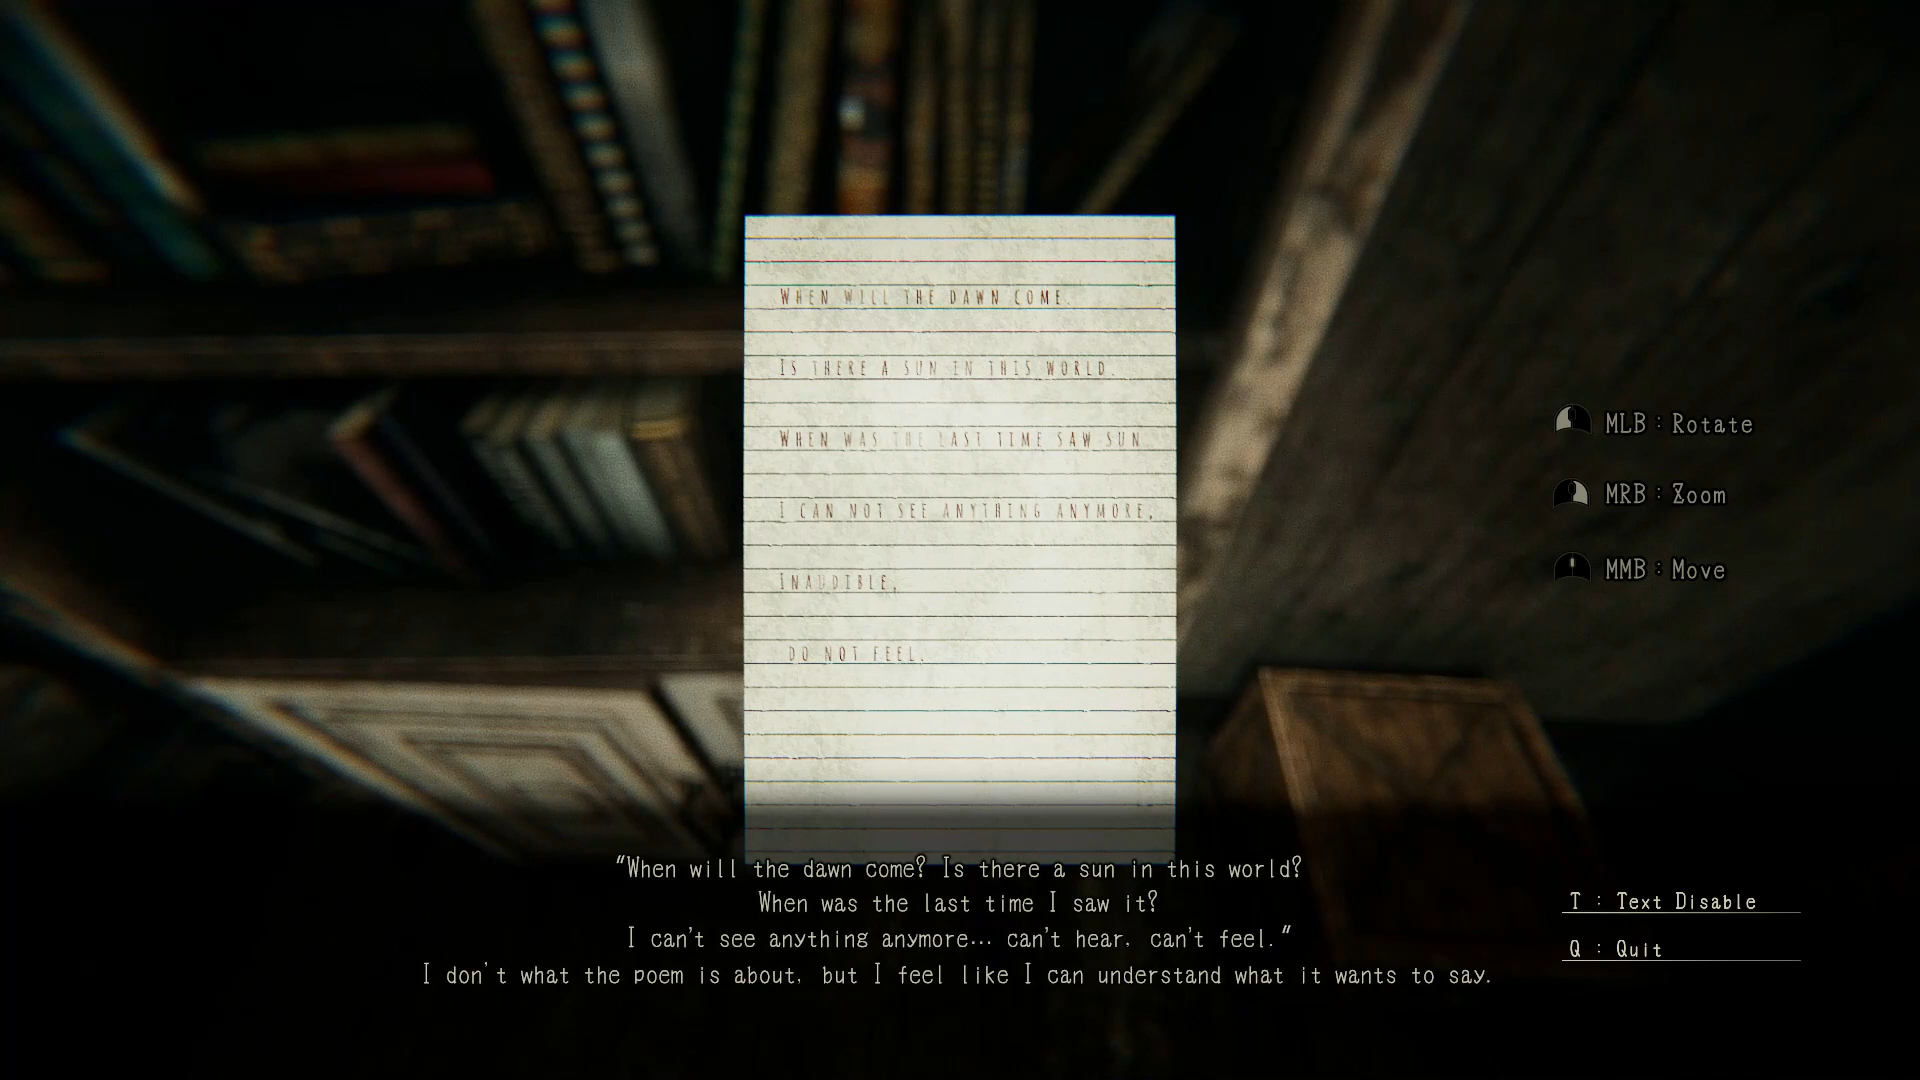 WHEN WILL THE DAWN COME.
IS THERE A SUN IN THIS WORLD.
WHEN WAS THE LAST TIME SAW SUN
I CAN NOT SEE ANYTHING ANYMORE,
INAUDIBLE,
DO NOT FEEL.
MLB : Rotate
MRB : Zoom
MMB : Move
"When will the dawn come? Is there a sun in this world?
When was the last time I saw it?
I can't see anything anymore... can't hear, can't feel."
I don't what the poem is about, but I feel like I can understand what it wants to say.
T : Text Disable
Q : Quit